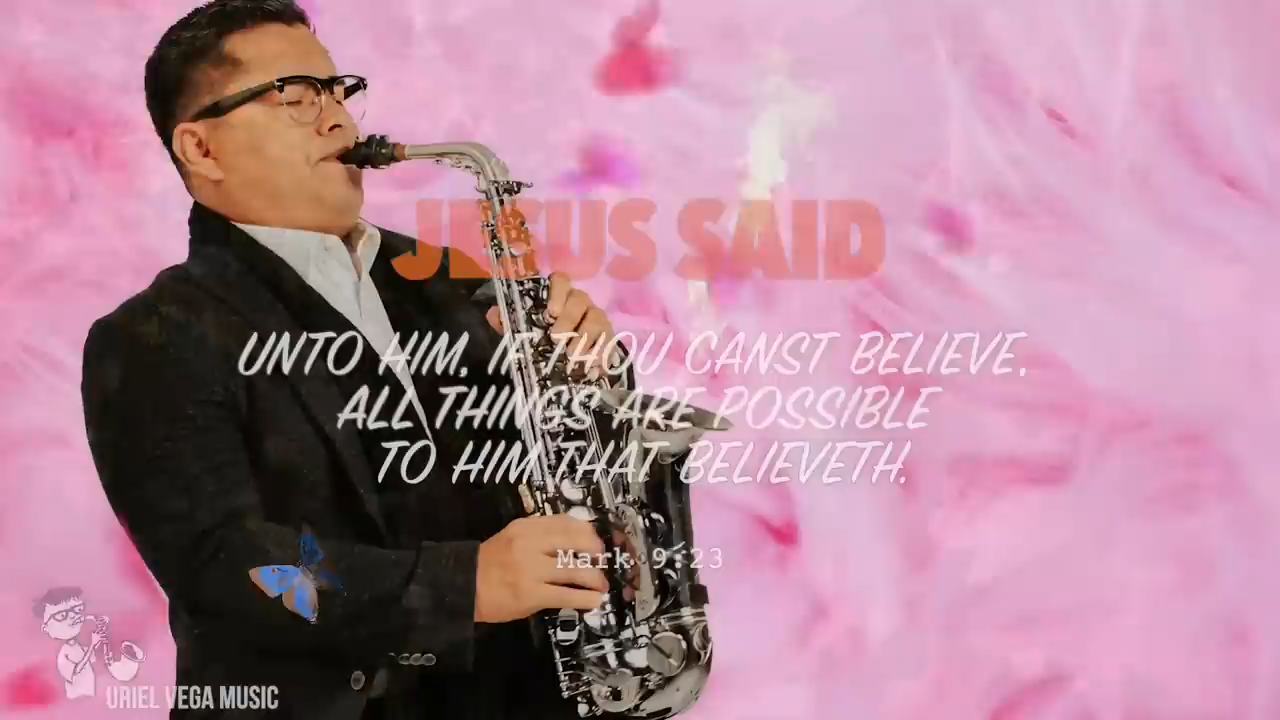 JESUS SAID
UNTO HIM, IF THOU CANST BELIEVE,
ALL THINGS ARE POSSIBLE
TO HIM THAT BELIEVETH.
Mark 9:23
URIEL VEGA MUSIC